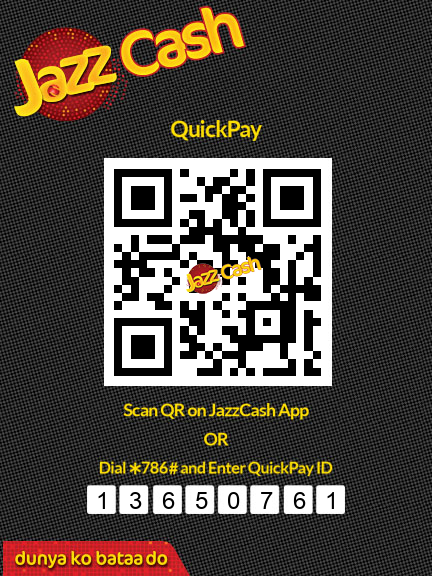 Jazz Cash
QuickPay
Jazz Cash
Scan QR on JazzCash App
OR
Dial *786# and Enter QuickPay ID
1 3 6 5 0 7 6 1
dunya ko bataa do